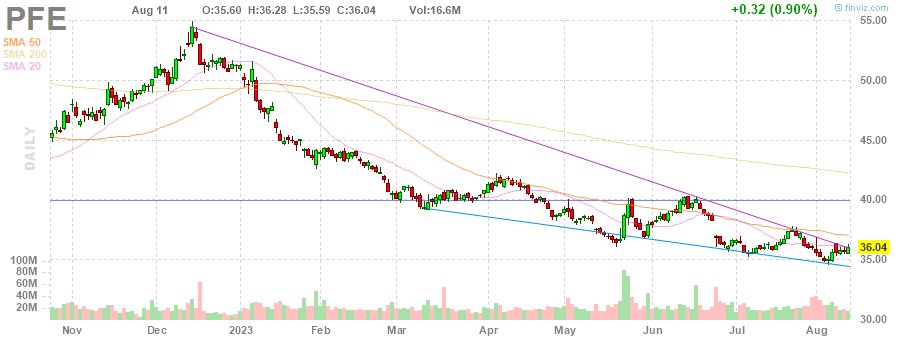 PFE
Aug 11 O:35.60 H:36.28 L:35.59 C:36.04 Vol:16.6M +0.32 (0.90%)
finviz.com
SMA 50
SMA 200
SMA 20
DAILY
55.00
50.00
45.00
40.00
36.04
35.00
30.00
100M
80M
60M
40M
20M
Nov Dec 2023 Feb Mar Apr May Jun Jul Aug